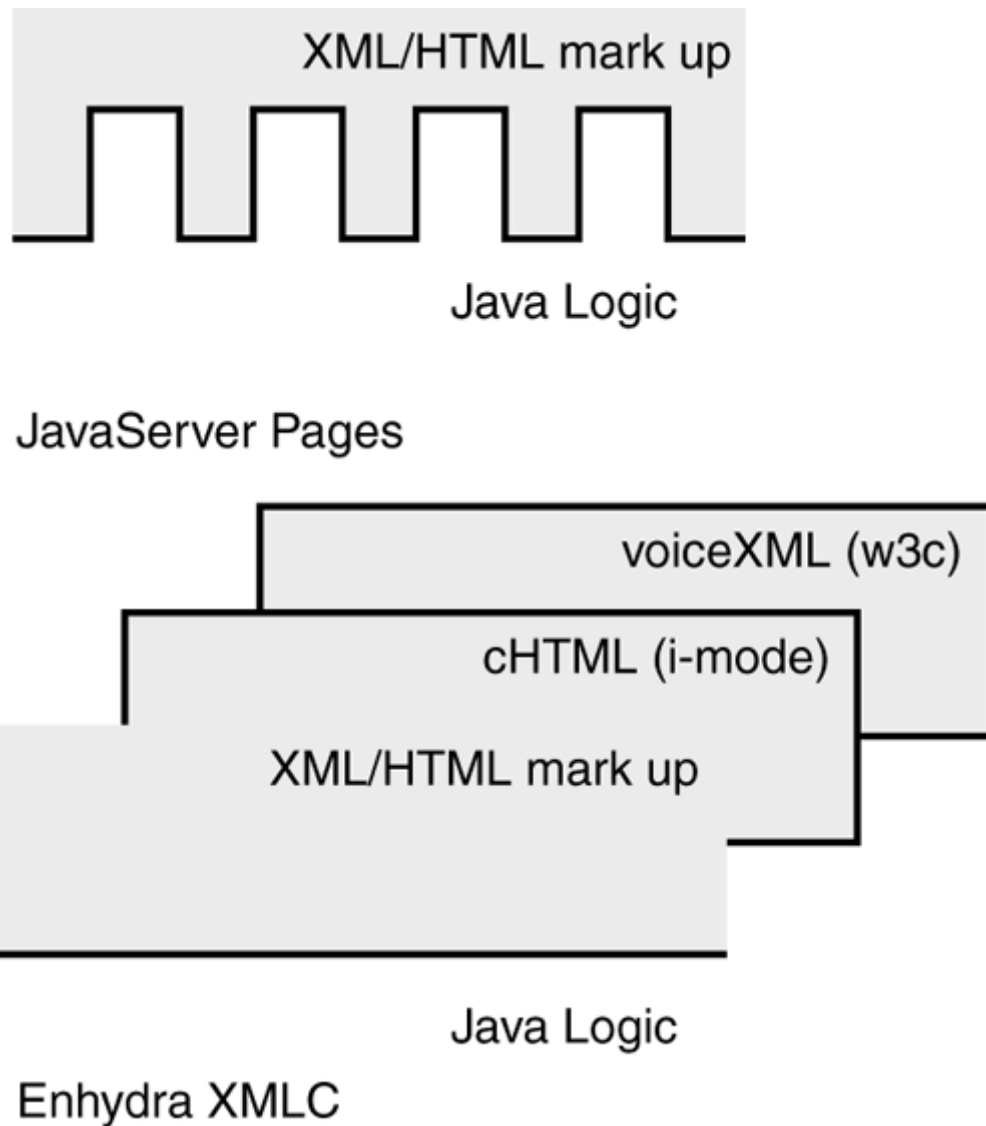 XML/HTML mark up
Java Logic
JavaServer Pages
voiceXML (w3c)
cHTML (i-mode)
XML/HTML mark up
Java Logic
Enhydra XMLC